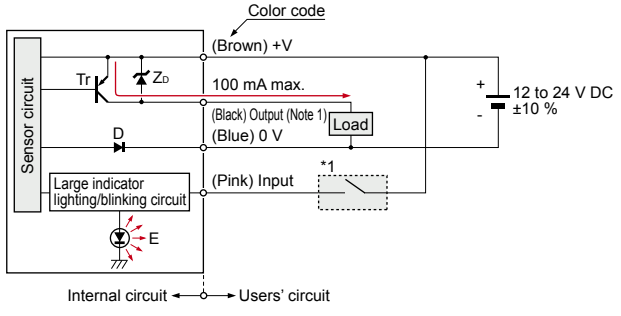 Color code
(Brown) +V
Sensor circuit
Tr
ZD
100 mA max.
+
12 to 24 V DC
±10 %
-
(Black) Output (Note 1)
Load
D
(Blue) 0 V
*1
(Pink) Input
Large indicator
lighting/blinking circuit
E
Internal circuit
Users' circuit